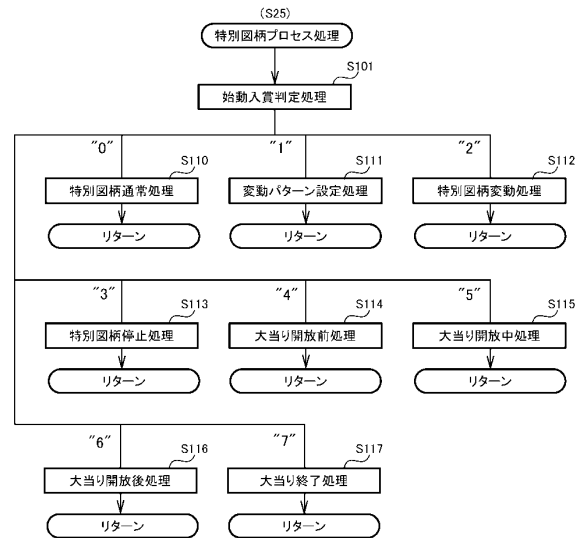 (S25)
特別図柄プロセス処理
S101
始動入賞判定処理
"0"
"1"
"2"
S110
S111
S112
特別図柄通常処理
変動パターン設定処理
特別図柄変動処理
リターン
リターン
リターン
"3"
"4"
"5"
S113
S114
S115
特別図柄停止処理
大当り開放前処理
大当り開放中処理
リターン
リターン
リターン
"6"
"7"
S116
S117
大当り開放後処理
大当り終了処理
リターン
リターン